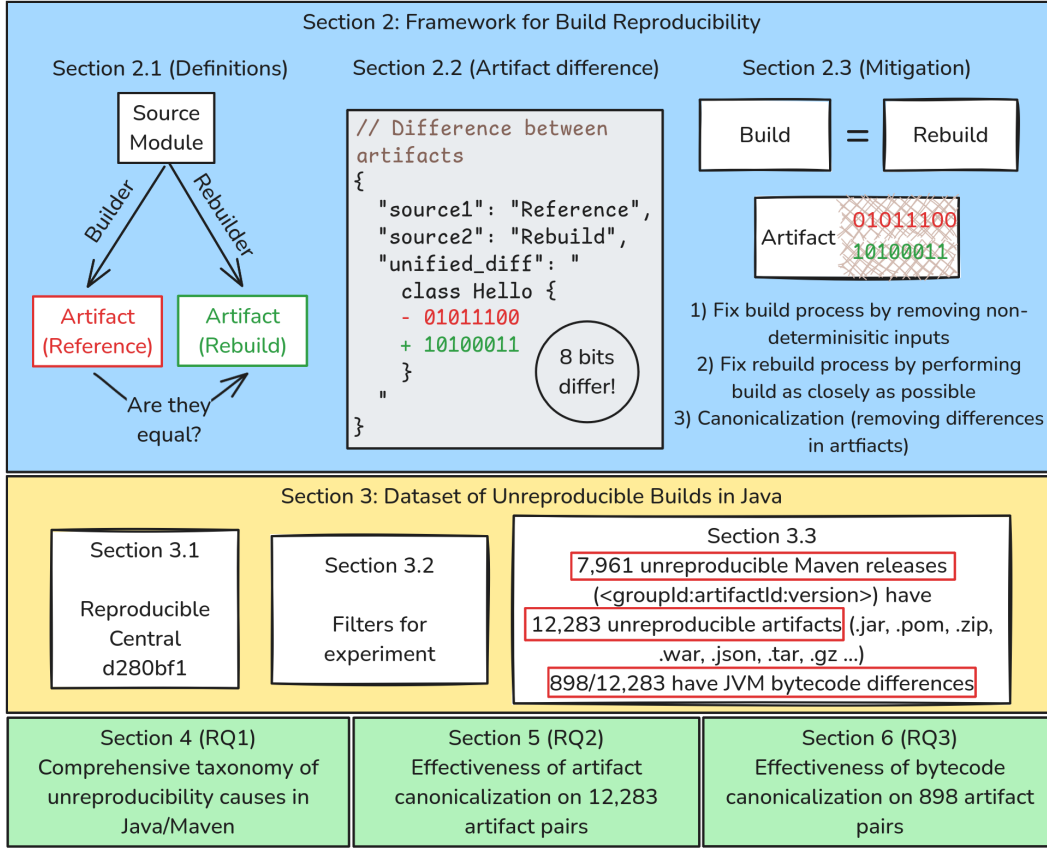 Section 2: Framework for Build Reproducibility
Section 2.1 (Definitions)
Source
Module
Builder
Rebuilder
Artifact
(Reference)
Artifact
(Rebuild)
Are they
equal?
Section 2.2 (Artifact difference)
// Difference between
artifacts
{
"source1": "Reference",
"source2": "Rebuild",
"unified_diff": "
class Hello {
- 01011100
+ 10100011
}
"
}
8 bits
differ!
Section 2.3 (Mitigation)
Build
=
Rebuild
Artifact
01011100
10100011
1) Fix build process by removing non-
determinisitic inputs
2) Fix rebuild process by performing
build as closely as possible
3) Canonicalization (removing differences
in artfiacts)
Section 3: Dataset of Unreproducible Builds in Java
Section 3.1
Reproducible
Central
d280bf1
Section 3.2
Filters for
experiment
Section 3.3
7,961 unreproducible Maven releases
(<groupId:artifactId:version>) have
12,283 unreproducible artifacts (.jar, .pom, .zip,
.war, .json, .tar, .gz ...)
898/12,283 have JVM bytecode differences
Section 4 (RQ1)
Comprehensive taxonomy of
unreproducibility causes in
Java/Maven
Section 5 (RQ2)
Effectiveness of artifact
canonicalization on 12,283
artifact pairs
Section 6 (RQ3)
Effectiveness of bytecode
canonicalization on 898 artifact
pairs